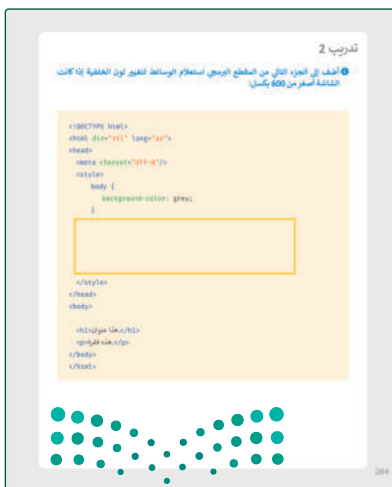 تدريب 2
أضف إلى الجزء التالي من المقطع البرمجي استعلام الوسائط لتغيير لون الخلفية إذا كانت
الشاشة أصغر من 600 بكسل:
<!DOCTYPE html>
<html dir="rtl" lang="ar">
<head>
<meta charset="UTF-8"/>
<style>
body {
background-color: grey;
}
</style>
</head>
<body>
<h1>هذا عنوان.</h1>
<p>هذه فقرة.</p>
</body>
</html>
204